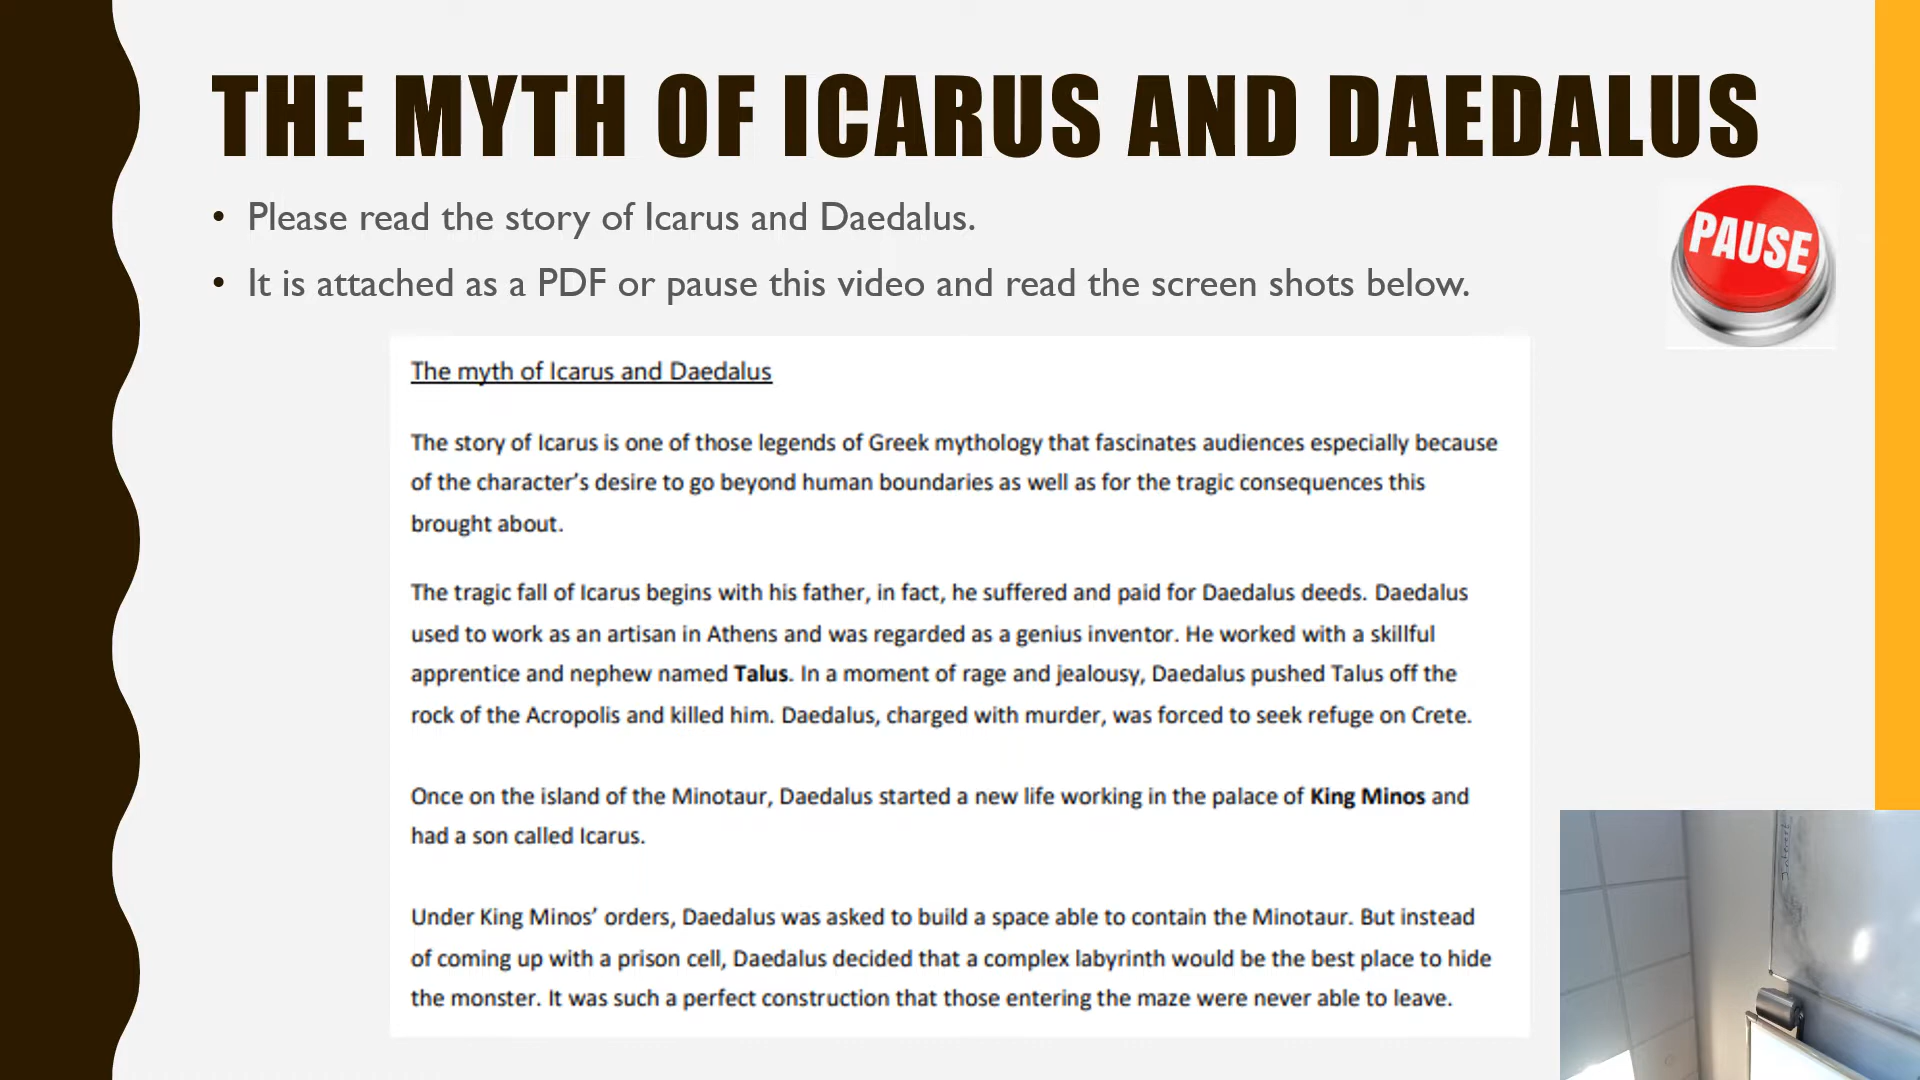 THE MYTH OF ICARUS AND DAEDALUS
• Please read the story of Icarus and Daedalus.
• It is attached as a PDF or pause this video and read the screen shots below.
PAUSE
The myth of Icarus and Daedalus
The story of Icarus is one of those legends of Greek mythology that fascinates audiences especially because
of the character’s desire to go beyond human boundaries as well as for the tragic consequences this
brought about.
The tragic fall of Icarus begins with his father, in fact, he suffered and paid for Daedalus deeds. Daedalus
used to work as an artisan in Athens and was regarded as a genius inventor. He worked with a skillful
apprentice and nephew named Talus. In a moment of rage and jealousy, Daedalus pushed Talus off the
rock of the Acropolis and killed him. Daedalus, charged with murder, was forced to seek refuge on Crete.
Once on the island of the Minotaur, Daedalus started a new life working in the palace of King Minos and
had a son called Icarus.
Under King Minos’ orders, Daedalus was asked to build a space able to contain the Minotaur. But instead
of coming up with a prison cell, Daedalus decided that a complex labyrinth would be the best place to hide
the monster. It was such a perfect construction that those entering the maze were never able to leave.